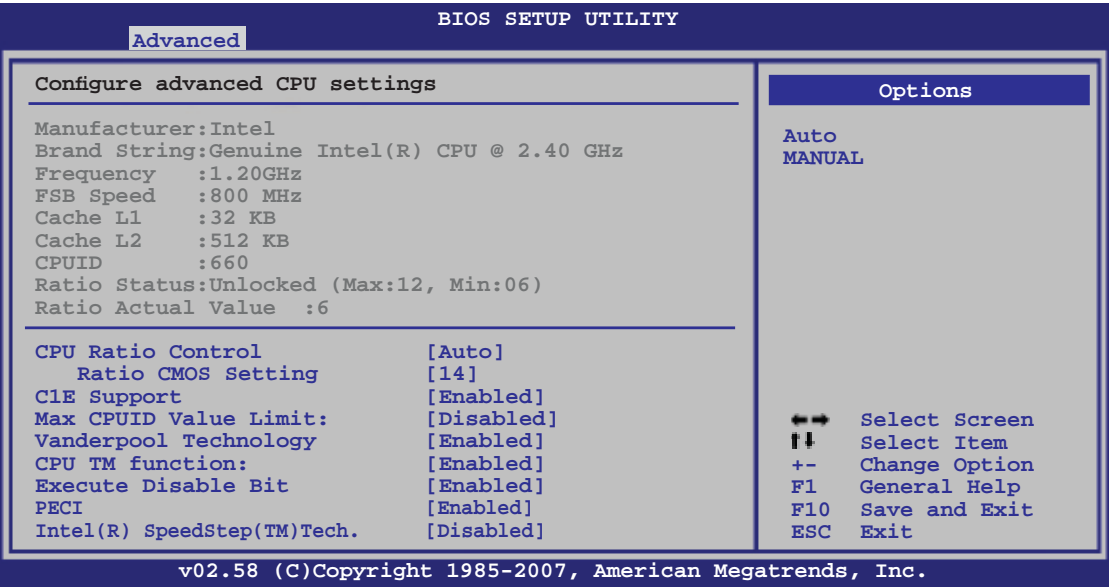 BIOS SETUP UTILITY
Advanced
Configure advanced CPU settings
Manufacturer:Intel
Brand String:Genuine Intel(R) CPU @ 2.40 GHz
Frequency :1.20GHz
FSB Speed :800 MHz
Cache L1 :32 KB
Cache L2 :512 KB
CPUID :660
Ratio Status:Unlocked (Max:12, Min:06)
Ratio Actual Value :6
CPU Ratio Control [Auto]
Ratio CMOS Setting [14]
C1E Support [Enabled]
Max CPUID Value Limit: [Disabled]
Vanderpool Technology [Enabled]
CPU TM function: [Enabled]
Execute Disable Bit [Enabled]
PECI [Enabled]
Intel(R) SpeedStep(TM)Tech. [Disabled]
Options
Auto
MANUAL
←→ Select Screen
↑↓ Select Item
+- Change Option
F1 General Help
F10 Save and Exit
ESC Exit
v02.58 (C)Copyright 1985-2007, American Megatrends, Inc.